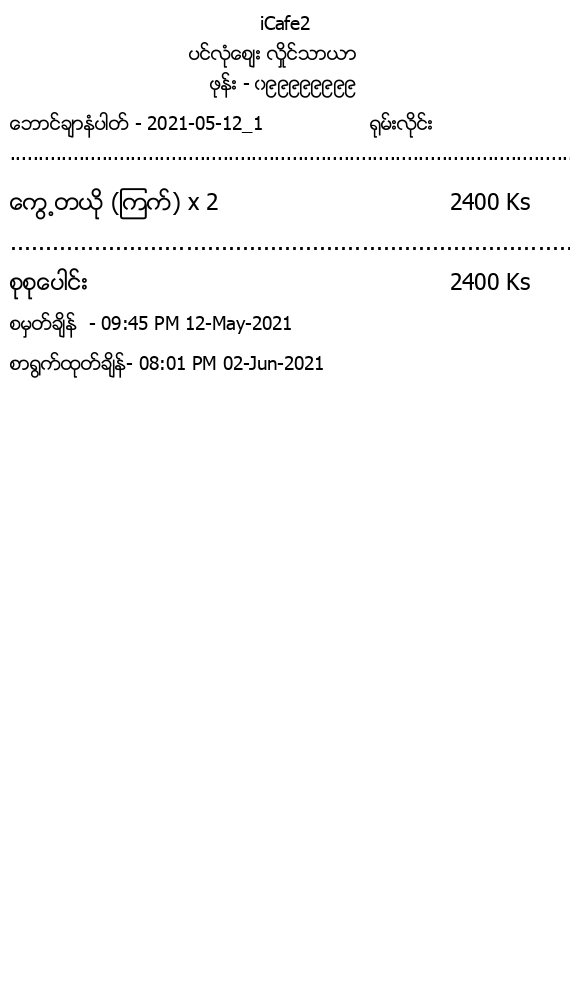 iCafe2
ပင်လုံဈေး လှိုင်သာယာ
ဖုန်း - ၀၉၉၉၉၉၉၉၉
ဘောင်ချာနံပါတ် - 2021-05-12_1 ရုမ်းလိုင်း
ကွေ့တယို (ကြက်) x 2 2400 Ks
စုစုပေါင်း 2400 Ks
စမှတ်ချိန် - 09:45 PM 12-May-2021
စာရွက်ထုတ်ချိန်- 08:01 PM 02-Jun-2021